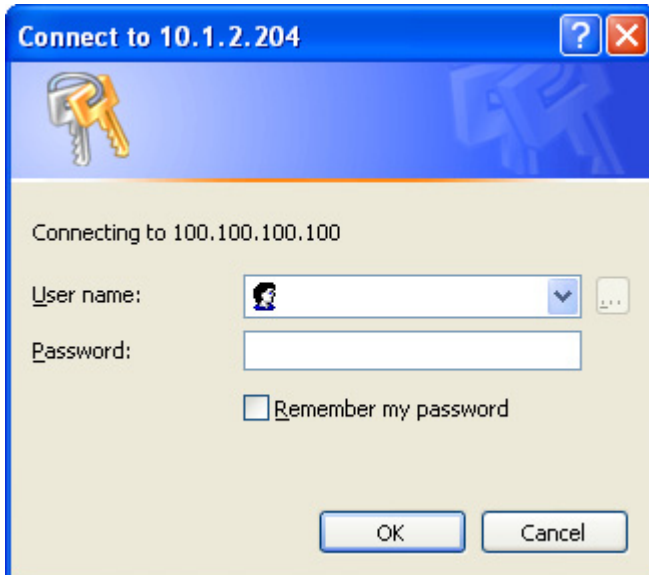 Connect to 10.1.2.204
?
Connecting to 100.100.100.100
User name:
...
Password:
Remember my password
OK Cancel